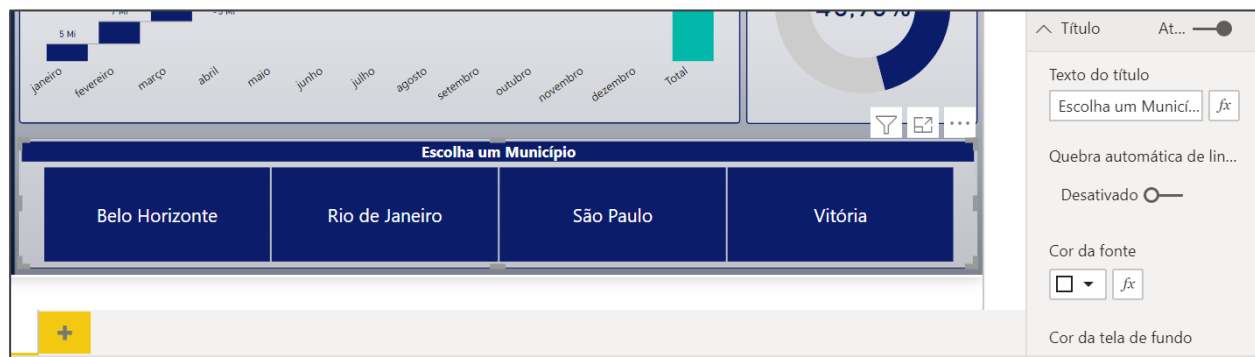 5 Mi
janeiro
fevereiro
março
abril
maio
junho
julho
agosto
setembro
outubro
novembro
dezembro
Total
Escolha um Município
Belo Horizonte
Rio de Janeiro
São Paulo
Vitória
Título At...
Texto do título
Escolha um Municí... fx
Quebra automática de lin...
Desativado
Cor da fonte
fx
Cor da tela de fundo